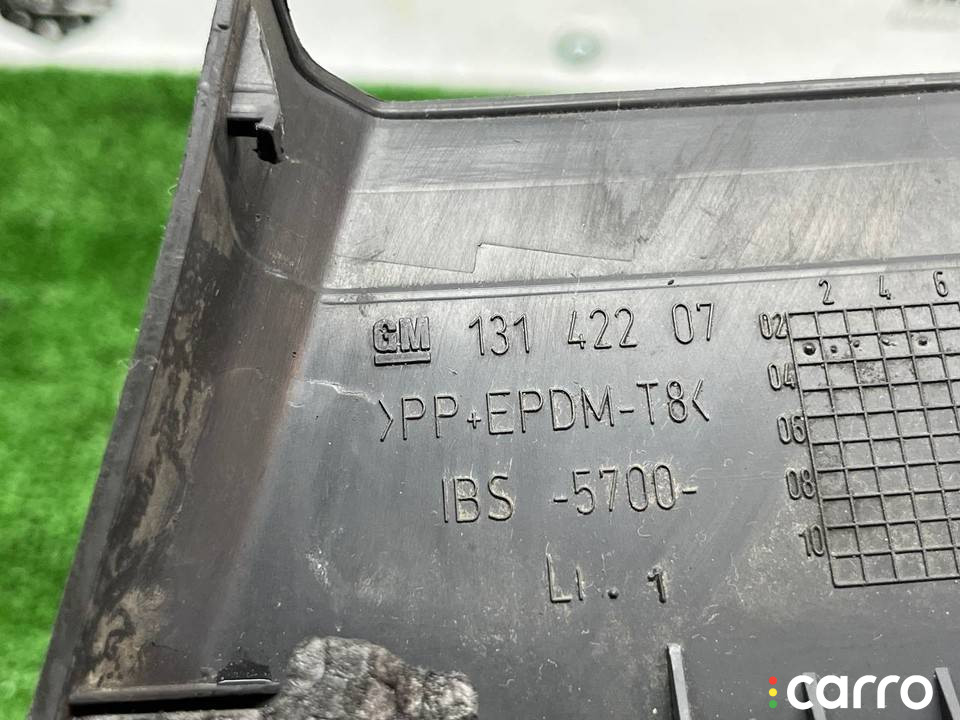 2 4 6
GM 131 422 07
02
04
>PP+EPDM-T8<
06
IBS -5700-
08
10
LI . 1
carro